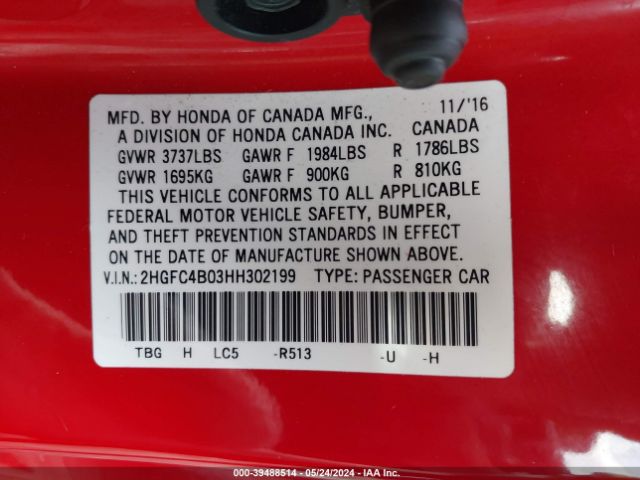 MFD. BY HONDA OF CANADA MFG., 11/'16
A DIVISION OF HONDA CANADA INC. CANADA
GVWR 3737LBS GAWR F 1984LBS R 1786LBS
GVWR 1695KG GAWR F 900KG R 810KG
THIS VEHICLE CONFORMS TO ALL APPLICABLE
FEDERAL MOTOR VEHICLE SAFETY, BUMPER,
AND THEFT PREVENTION STANDARDS IN EFFECT
ON THE DATE OF MANUFACTURE SHOWN ABOVE.
V.I.N.:2HGFC4B03HH302199 TYPE:PASSENGER CAR
TBG H LC5 -R513 -U -H
000-39488514 - 05/24/2024 - IAA Inc.